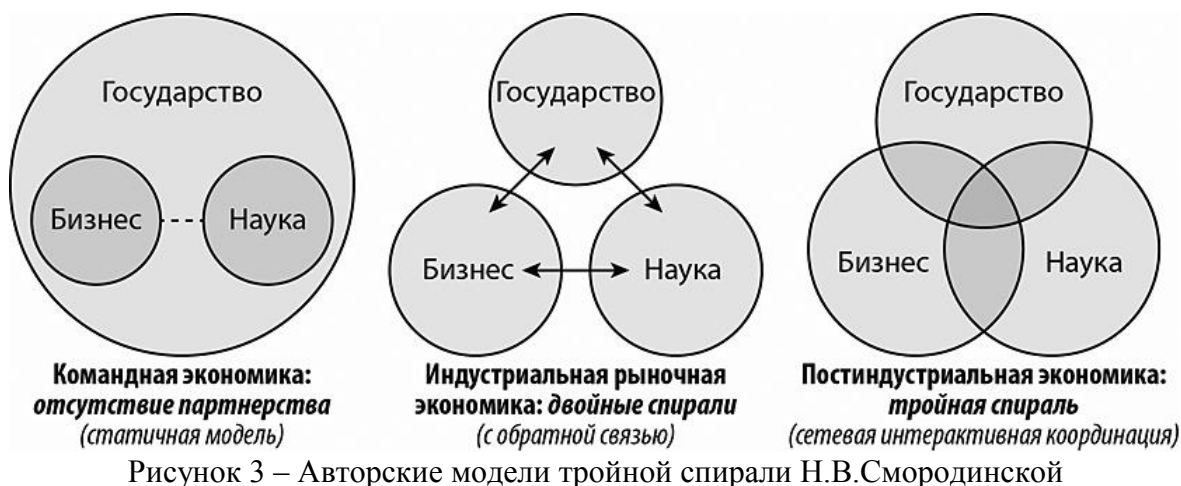 Государство
Бизнес
Наука
Командная экономика:
отсутствие партнерства
(статичная модель)
Государство
Бизнес
Наука
Индустриальная рыночная
экономика: двойные спирали
(с обратной связью)
Государство
Бизнес
Наука
Постиндустриальная экономика:
тройная спираль
(сетевая интерактивная координация)
Рисунок 3 – Авторские модели тройной спирали Н.В.Смородинской